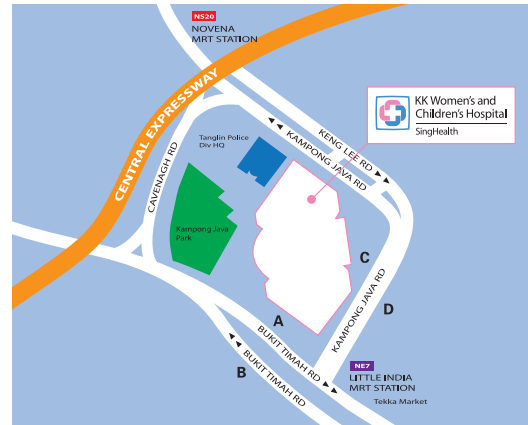 NS20
NOVENA
MRT STATION
CENTRAL EXPRESSWAY
KK Women's and
Children's Hospital
SingHealth
Tanglin Police
Div HQ
KENG LEE RD
KAMPONG JAVA RD
CAVENAGH RD
Kampong Java
Park
C
KAMPONG JAVA RD
D
A
BUKIT TIMAH RD
B
BUKIT TIMAH RD
NE7
LITTLE INDIA
MRT STATION
Tekka Market